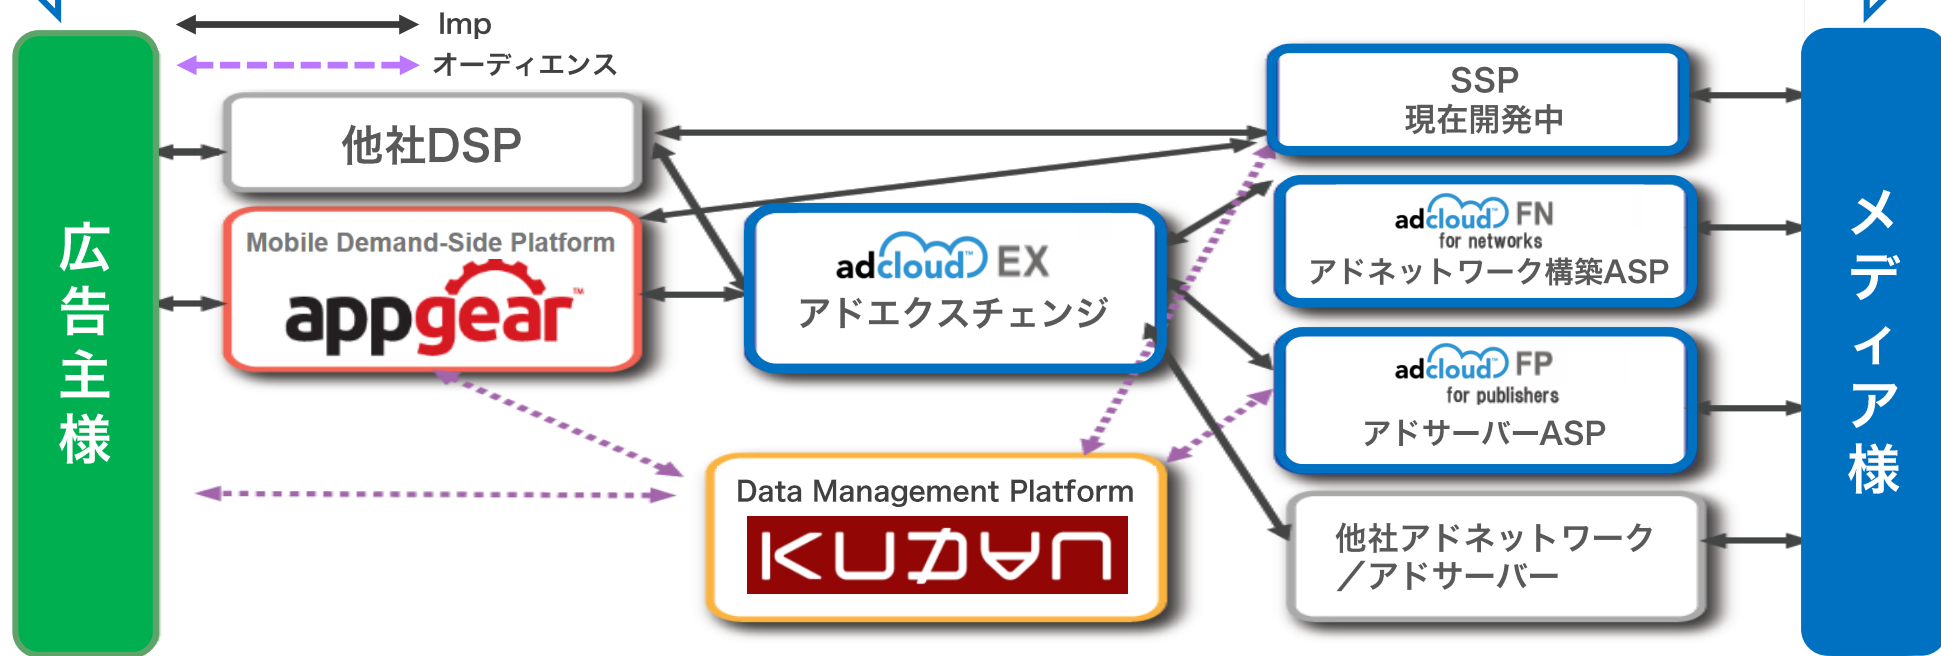 Imp
オーディエンス
広告主様
他社DSP
Mobile Demand-Side Platform
appgear™
adcloud™ EX
アドエクスチェンジ
Data Management Platform
KUDAN
SSP
現在開発中
adcloud™ FN
for networks
アドネットワーク構築ASP
adcloud™ FP
for publishers
アドサーバーASP
他社アドネットワーク
／アドサーバー
メディア様